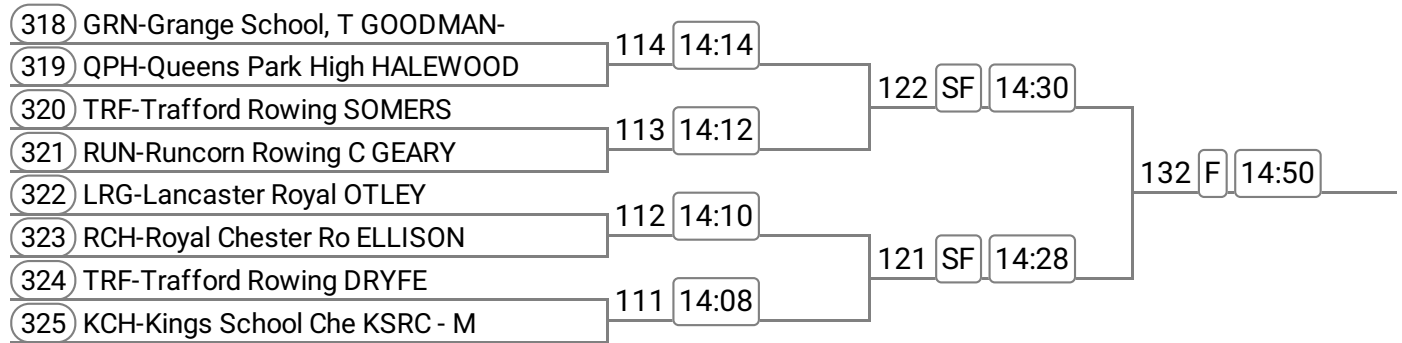 318 GRN-Grange School, T GOODMAN-
319 QPH-Queens Park High HALEWOOD
114 14:14
320 TRF-Trafford Rowing SOMERS
321 RUN-Runcorn Rowing C GEARY
113 14:12
122 SF 14:30
322 LRG-Lancaster Royal OTLEY
323 RCH-Royal Chester Ro ELLISON
112 14:10
324 TRF-Trafford Rowing DRYFE
325 KCH-Kings School Che KSRC - M
111 14:08
121 SF 14:28
132 F 14:50